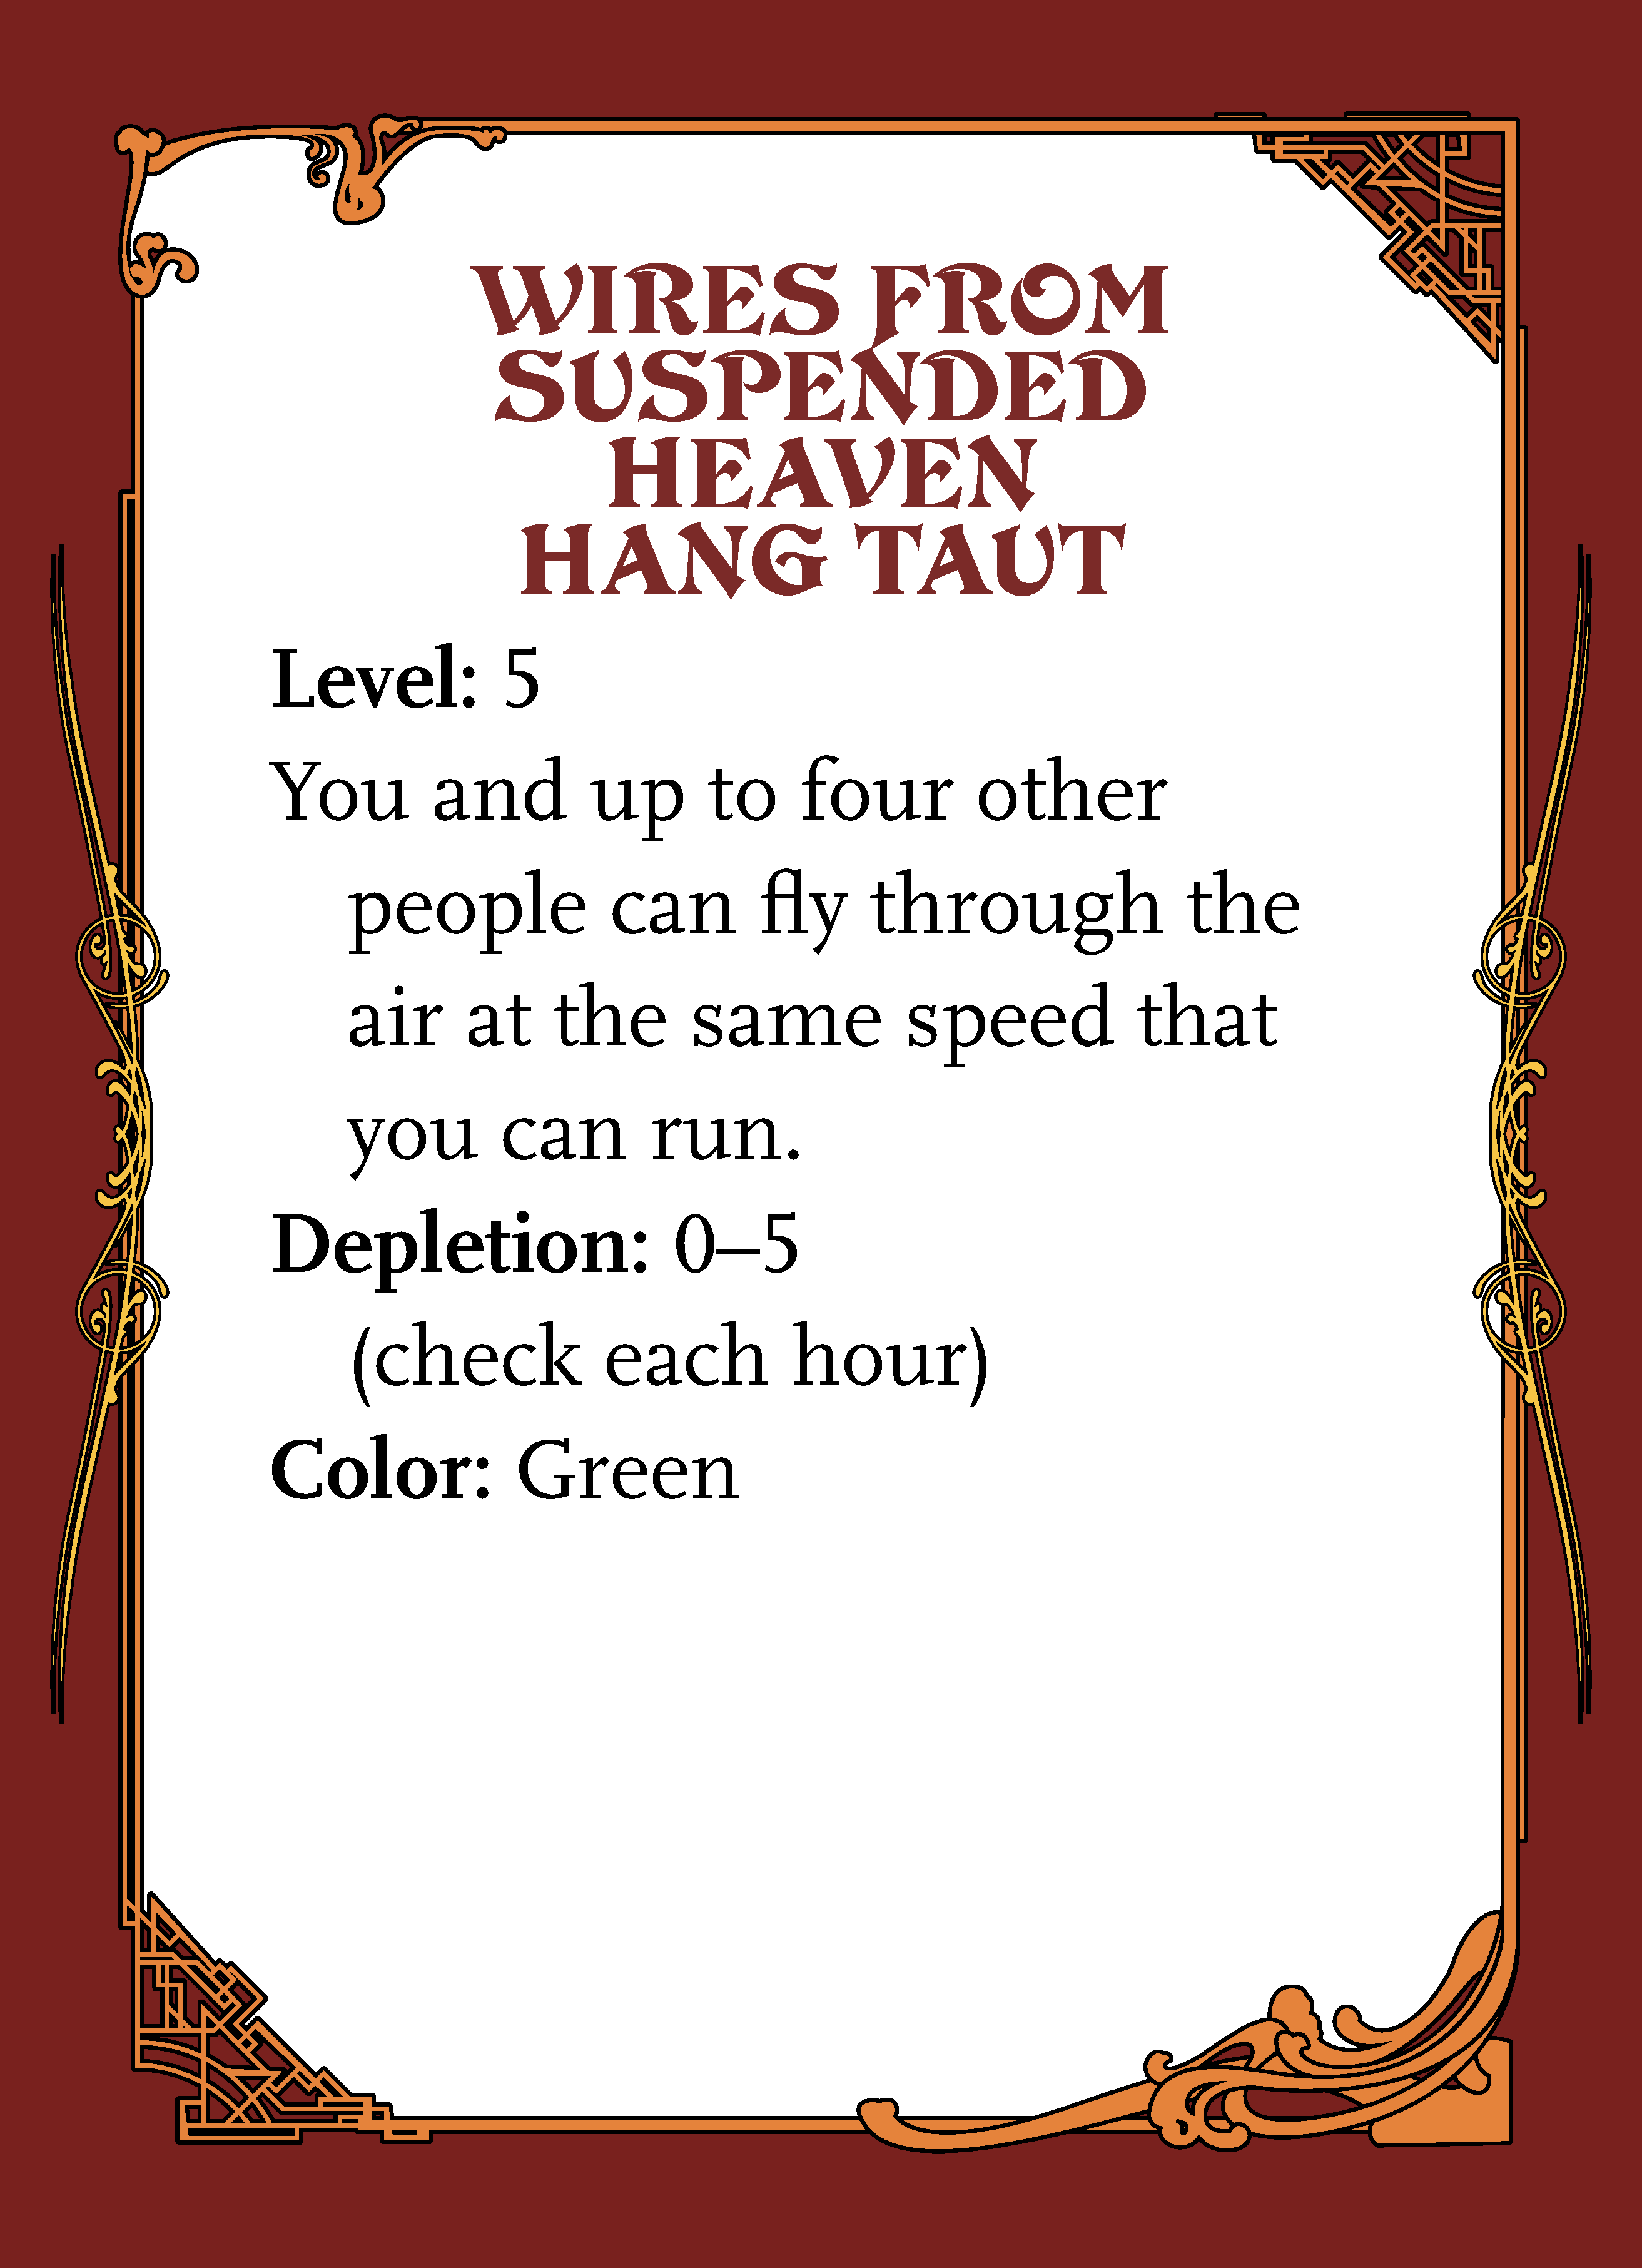 WIRES FROM
SUSPENDED
HEAVEN
HANG TAUT
Level: 5
You and up to four other
people can fly through the
air at the same speed that
you can run.
Depletion: 0–5
(check each hour)
Color: Green